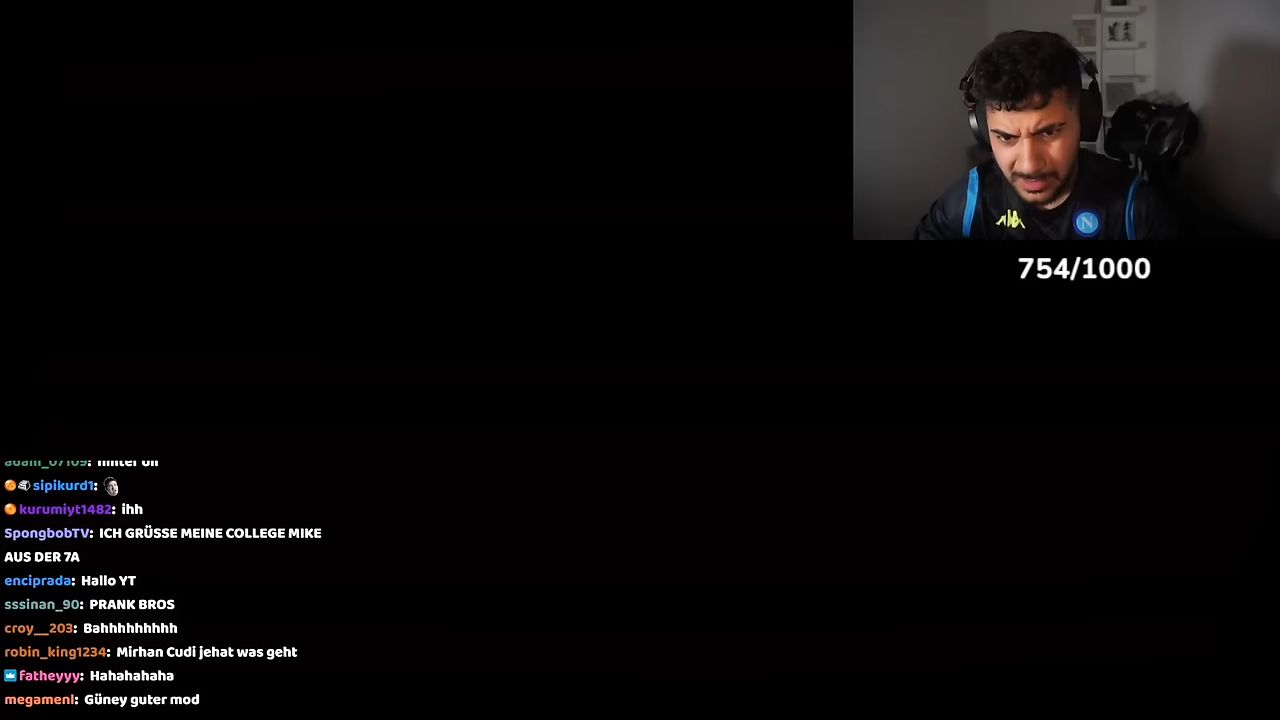 N
754/1000
sipikurd1:
kurumiyt1482: ihh
SpongbobTV: ICH GRÜSSE MEINE COLLEGE MIKE
AUS DER 7A
enciprada: Hallo YT
sssinan_90: PRANK BROS
croy__203: Bahhhhhhhhh
robin_king1234: Mirhan Cudi jehat was geht
fatheyyy: Hahahahaha
megamenl: Güney guter mod